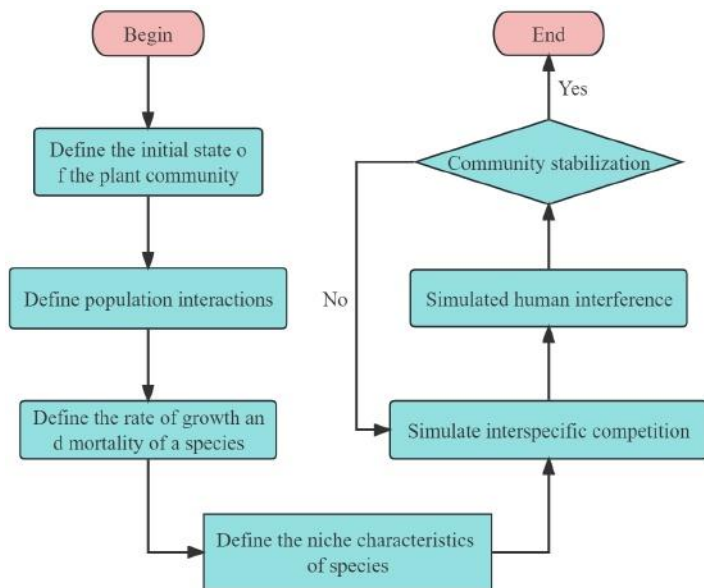 Begin
Define the initial state o
f the plant community
Define population interactions
Define the rate of growth an
d mortality of a species
Define the niche characteristics
of species
Simulate interspecific competition
Simulated human interference
Community stabilization
No
Yes
End